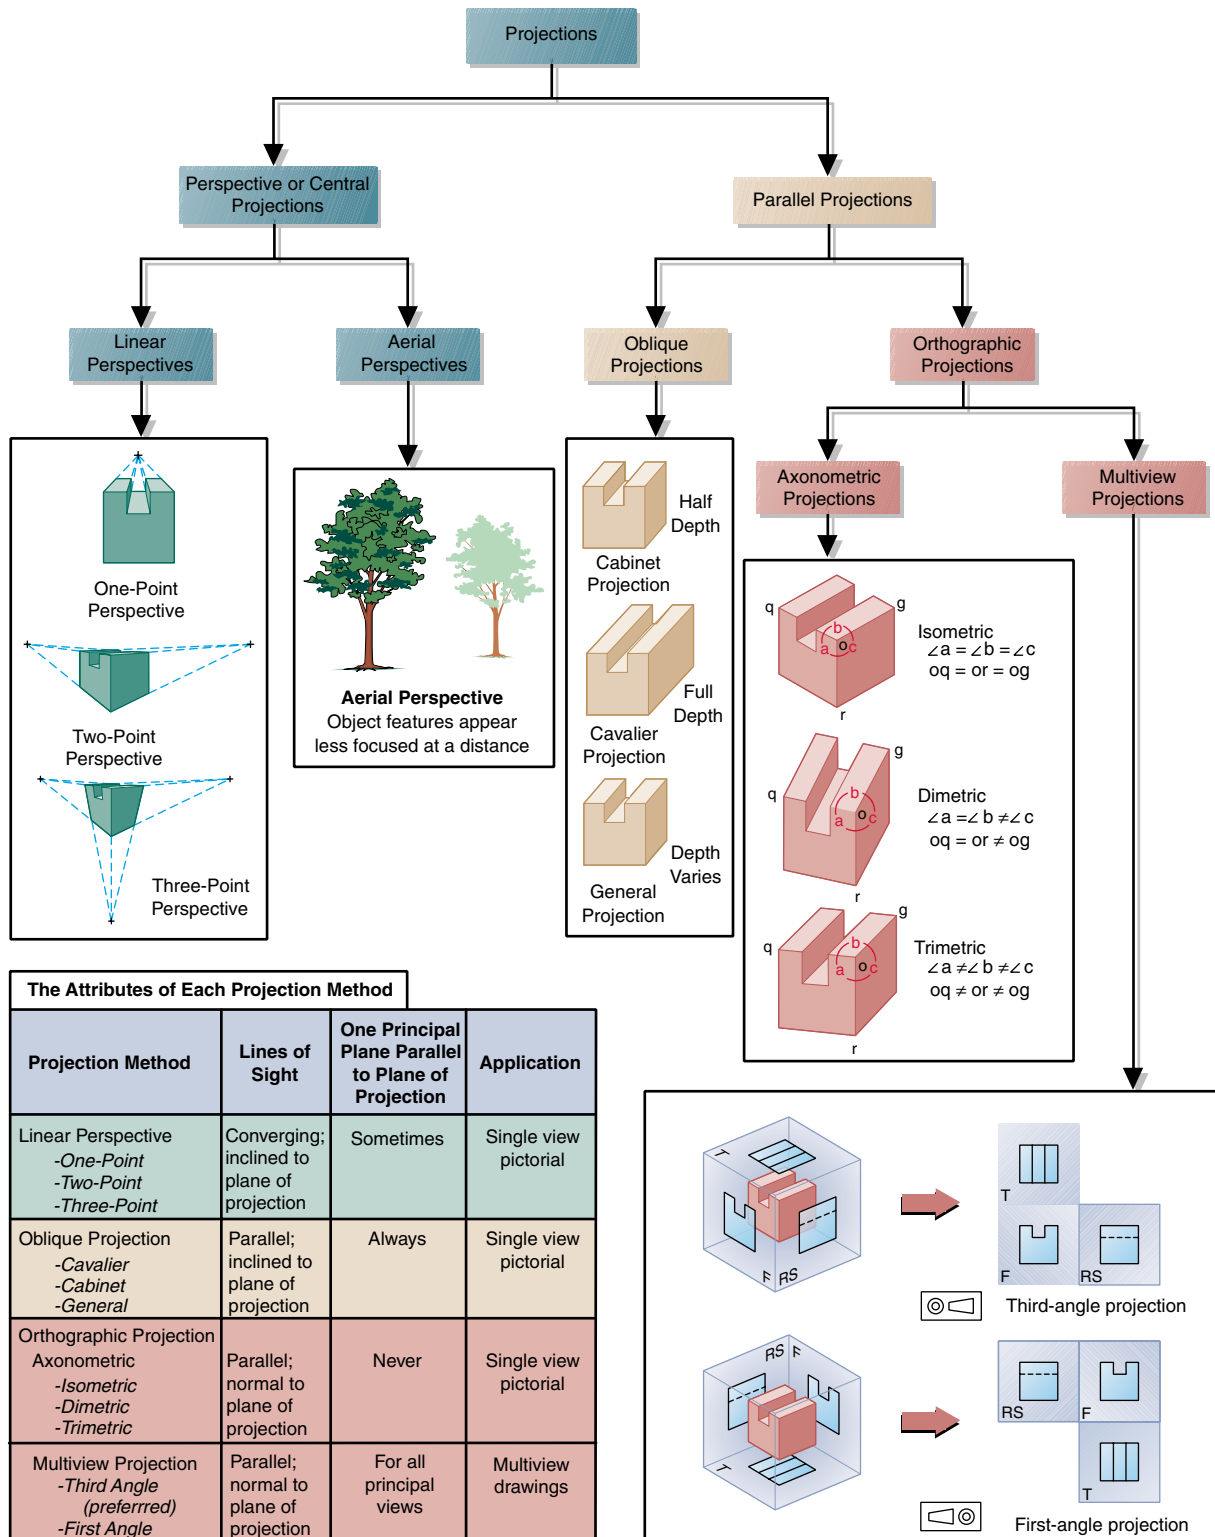 Projections
Perspective or Central
Projections
Parallel Projections
Linear
Perspectives
Aerial
Perspectives
Oblique
Projections
Orthographic
Projections
Axonometric
Projections
Multiview
Projections
One-Point
Perspective
Two-Point
Perspective
Three-Point
Perspective
Aerial Perspective
Object features appear
less focused at a distance
Half
Depth
Cabinet
Projection
Full
Depth
Cavalier
Projection
Depth
Varies
General
Projection
q
g
b
a
o
c
r
Isometric
∠a = ∠b = ∠c
oq = or = og
q
g
b
a
o
c
r
Dimetric
∠a = ∠b ≠ ∠c
oq = or ≠ og
q
g
b
a
o
c
r
Trimetric
∠a ≠ ∠b ≠ ∠c
oq ≠ or ≠ og
The Attributes of Each Projection Method
Projection Method
Lines of
Sight
One Principal
Plane Parallel
to Plane of
Projection
Application
Linear Perspective
-One-Point
-Two-Point
-Three-Point
Converging;
inclined to
plane of
projection
Sometimes
Single view
pictorial
Oblique Projection
-Cavalier
-Cabinet
-General
Parallel;
inclined to
plane of
projection
Always
Single view
pictorial
Orthographic Projection
Axonometric
-Isometric
-Dimetric
-Trimetric
Parallel;
normal to
plane of
projection
Never
Single view
pictorial
Multiview Projection
-Third Angle
(preferrred)
-First Angle
Parallel;
normal to
plane of
projection
For all
principal
views
Multiview
drawings
T
F
RS
T
F
RS
Third-angle projection
RS
F
T
RS
F
T
First-angle projection